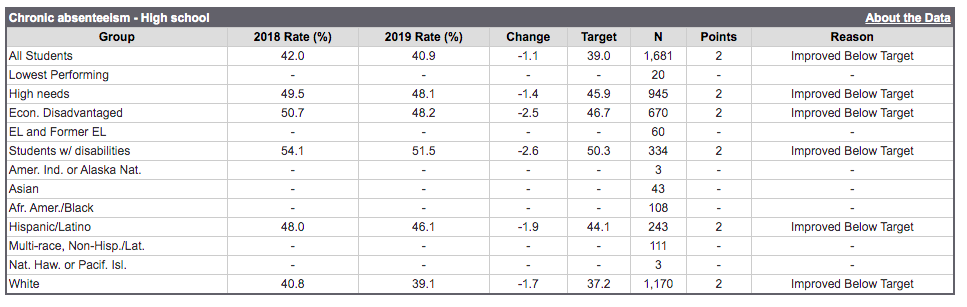 Chronic absenteeism - High school About the Data
Group 2018 Rate (%) 2019 Rate (%) Change Target N Points Reason
All Students 42.0 40.9 -1.1 39.0 1,681 2 Improved Below Target
Lowest Performing - - - - 20 - -
High needs 49.5 48.1 -1.4 45.9 945 2 Improved Below Target
Econ. Disadvantaged 50.7 48.2 -2.5 46.7 670 2 Improved Below Target
EL and Former EL - - - - 60 - -
Students w/ disabilities 54.1 51.5 -2.6 50.3 334 2 Improved Below Target
Amer. Ind. or Alaska Nat. - - - - 3 - -
Asian - - - - 43 - -
Afr. Amer./Black - - - - 108 - -
Hispanic/Latino 48.0 46.1 -1.9 44.1 243 2 Improved Below Target
Multi-race, Non-Hisp./Lat. - - - - 111 - -
Nat. Haw. or Pacif. Isl. - - - - 3 - -
White 40.8 39.1 -1.7 37.2 1,170 2 Improved Below Target